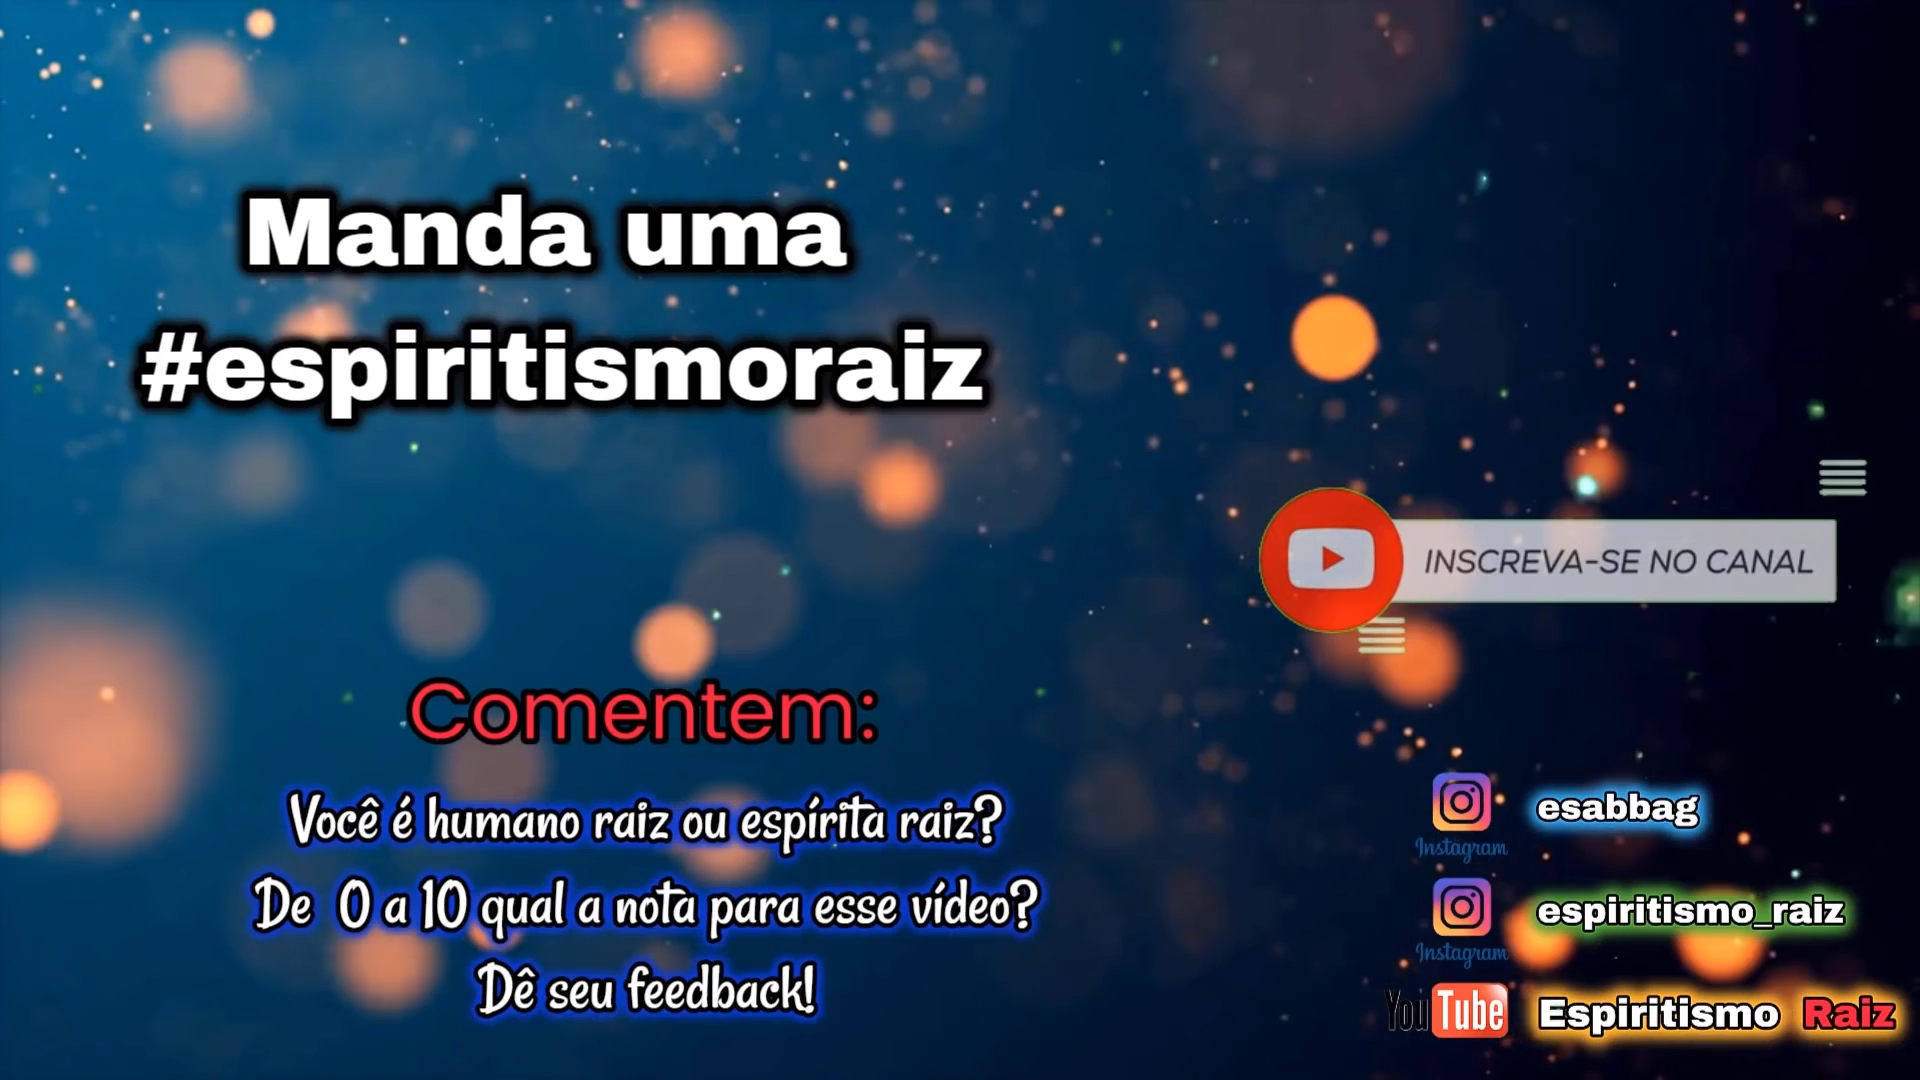 Manda uma
#espiritismoraiz
INSCREVA-SE NO CANAL
Comentem:
Você é humano raiz ou espírita raiz?
De 0 a 10 qual a nota para esse vídeo?
Dê seu feedback!
Instagram
esabbag
Instagram
espiritismo_raiz
YouTube
Espiritismo Raiz